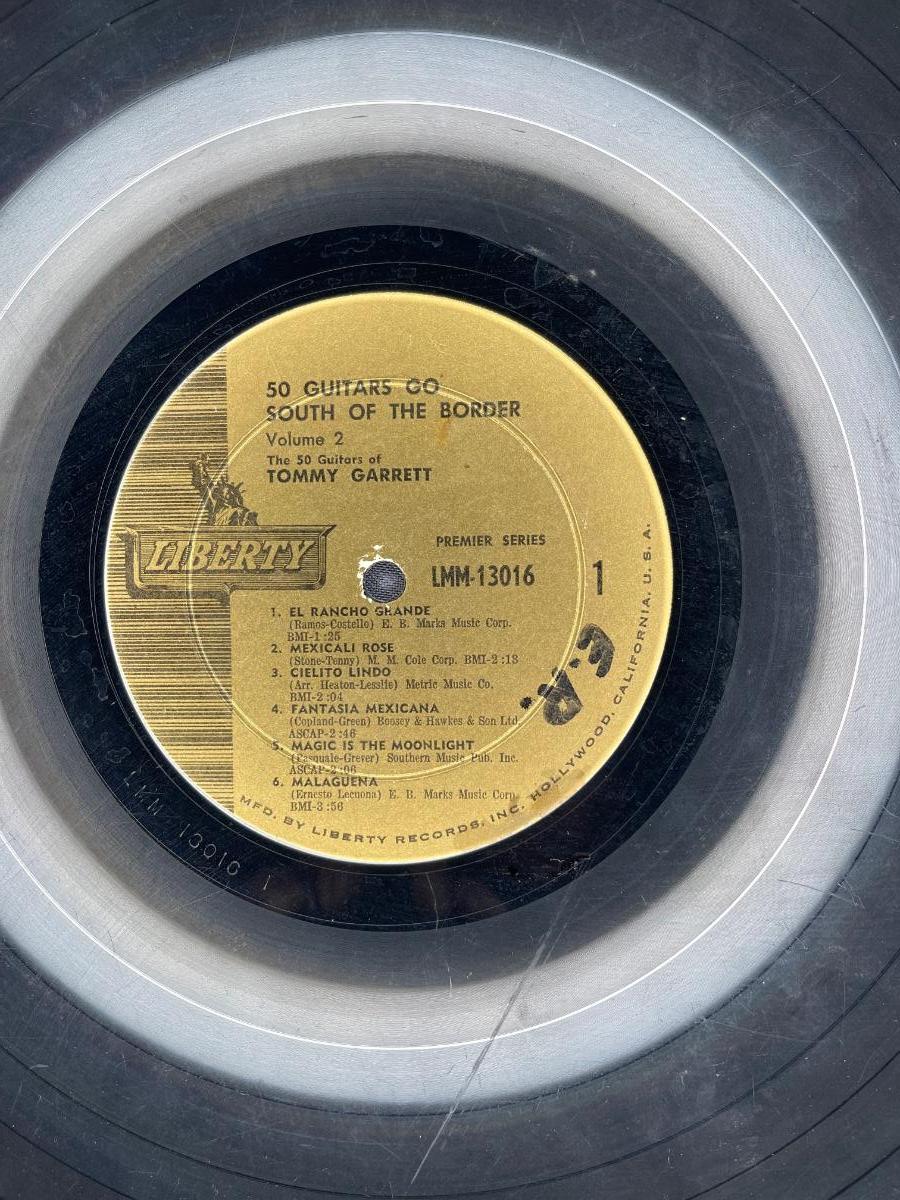 50 GUITARS GO
SOUTH OF THE BORDER
Volume 2
The 50 Guitars of
TOMMY GARRETT
LIBERTY
PREMIER SERIES
LMM-13016
1
1. EL RANCHO GRANDE
(Ramos-Costello) E. B. Marks Music Corp.
BMI-1:25
2. MEXICALI ROSE
(Stone-Tenny) M. M. Cole Corp. BMI-2:18
3. CIELITO LINDO
(Arr. Heaton-Lesslie) Metric Music Co.
BMI-2:04
4. FANTASIA MEXICANA
(Copland-Green) Boosey & Hawkes & Son Ltd.
ASCAP-2:46
5. MAGIC IS THE MOONLIGHT
(Pasquale-Grever) Southern Music Pub. Inc.
ASCAP-2:06
6. MALAGUENA
(Ernesto Lecuona) E. B. Marks Music Corp.
BMI-3:56
MFD. BY LIBERTY RECORDS, INC. HOLLYWOOD, CALIFORNIA, U. S. A.
13016 1